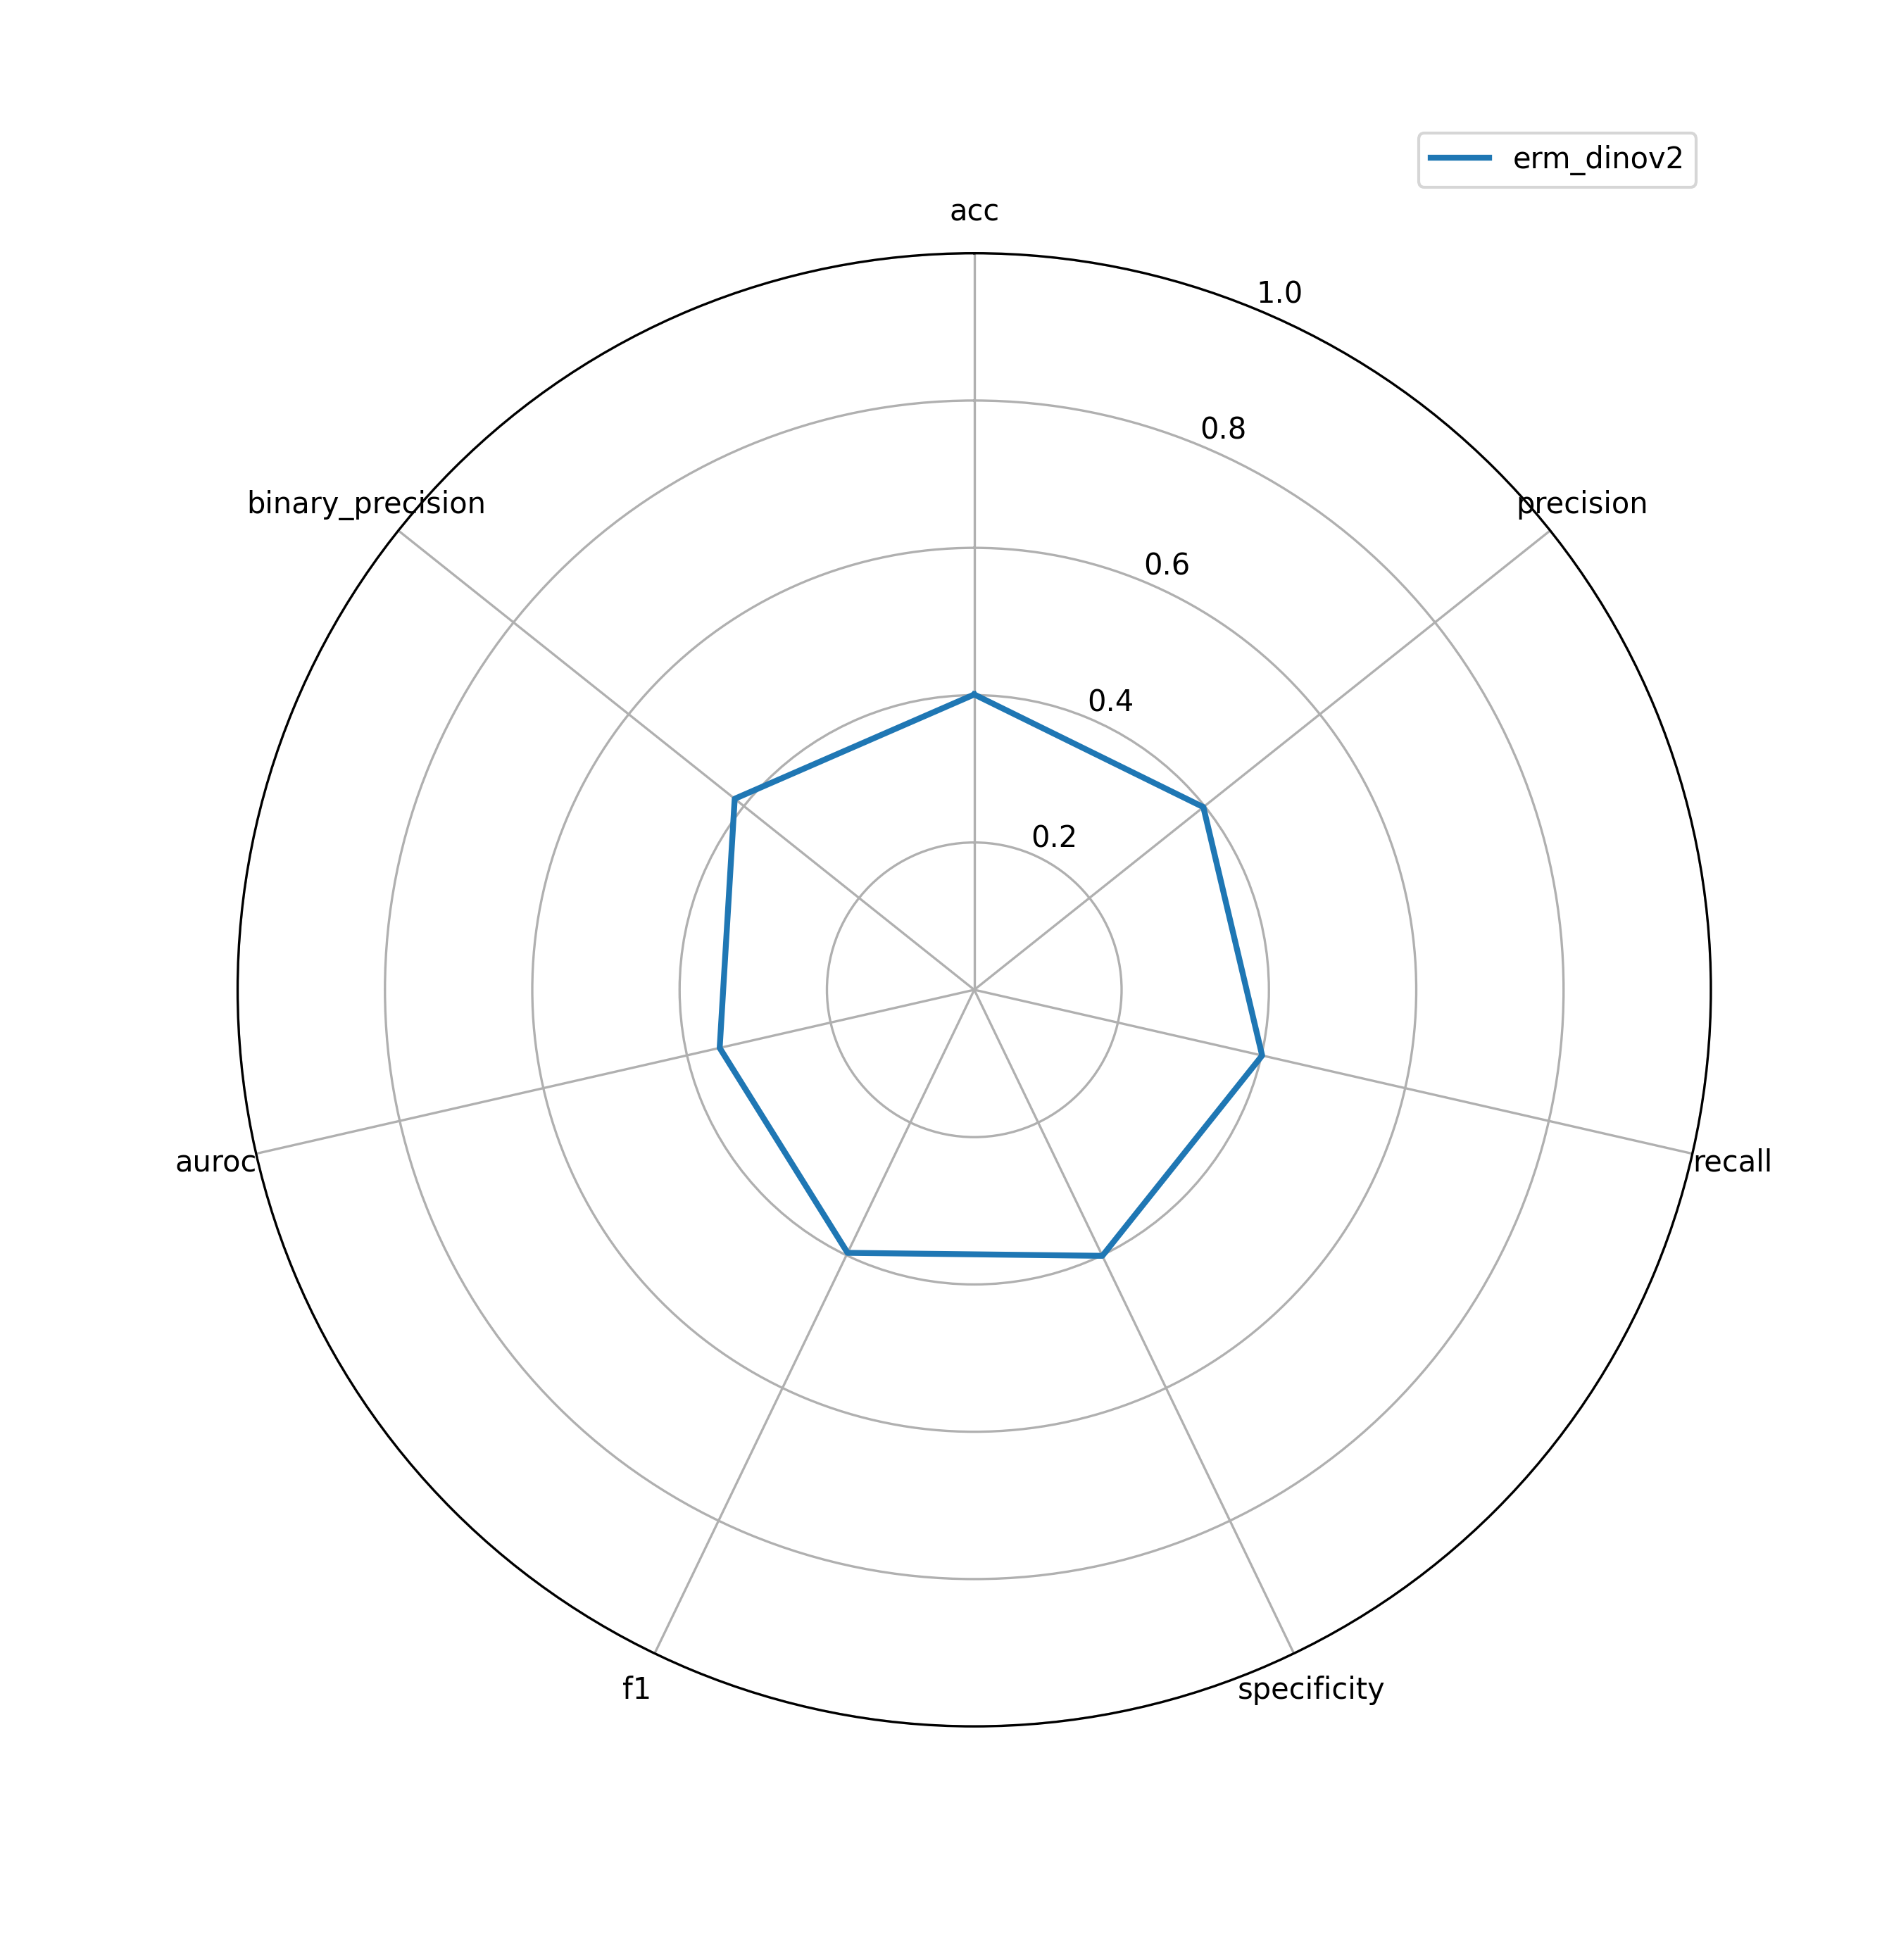 erm_dinov2
acc
1.0
0.8
binary_precision
precision
0.6
0.4
0.2
auroc
recall
f1
specificity